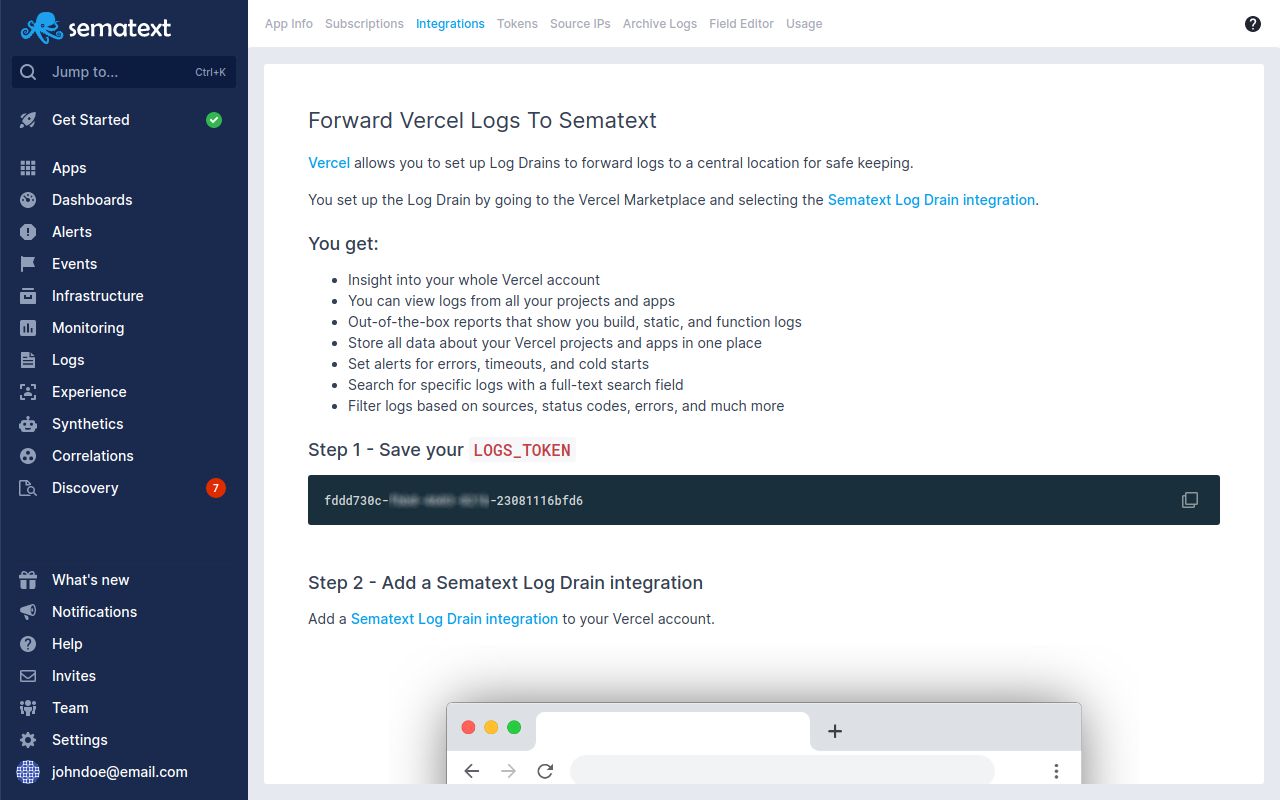 sematext
Jump to... Ctrl+K
Get Started
Apps
Dashboards
Alerts
Events
Infrastructure
Monitoring
Logs
Experience
Synthetics
Correlations
Discovery 7
What's new
Notifications
Help
Invites
Team
Settings
johndoe@email.com
App Info Subscriptions Integrations Tokens Source IPs Archive Logs Field Editor Usage
Forward Vercel Logs To Sematext
Vercel allows you to set up Log Drains to forward logs to a central location for safe keeping.
You set up the Log Drain by going to the Vercel Marketplace and selecting the Sematext Log Drain integration.
You get:
Insight into your whole Vercel account
You can view logs from all your projects and apps
Out-of-the-box reports that show you build, static, and function logs
Store all data about your Vercel projects and apps in one place
Set alerts for errors, timeouts, and cold starts
Search for specific logs with a full-text search field
Filter logs based on sources, status codes, errors, and much more
Step 1 - Save your LOGS_TOKEN
fddd730c- -23081116bfd6
Step 2 - Add a Sematext Log Drain integration
Add a Sematext Log Drain integration to your Vercel account.